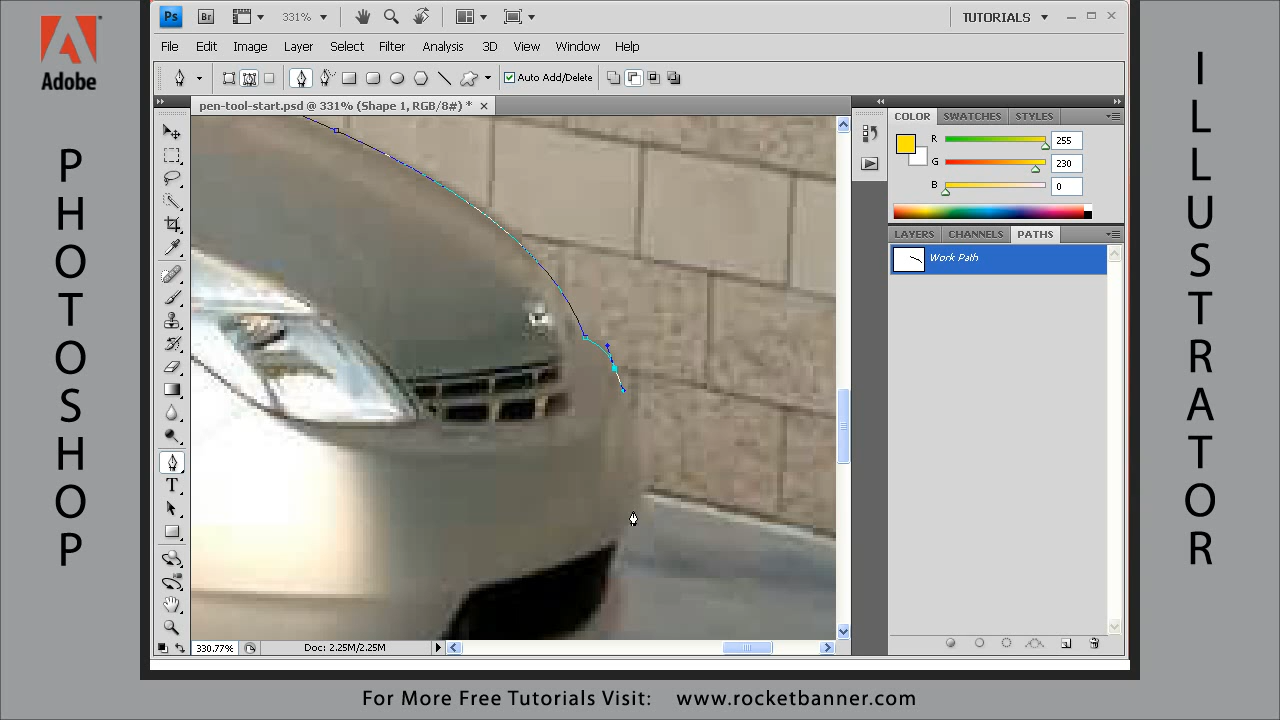 Adobe
PHOTOSHOP
ILLUSTRATOR
Ps Br 331% TUTORIALS
File Edit Image Layer Select Filter Analysis 3D View Window Help
Auto Add/Delete
pen-tool-start.psd @ 331% (Shape 1, RGB/8#) *
COLOR SWATCHES STYLES
R 255
G 230
B 0
LAYERS CHANNELS PATHS
Work Path
T
330.77% Doc: 2.25M/2.25M
For More Free Tutorials Visit: www.rocketbanner.com